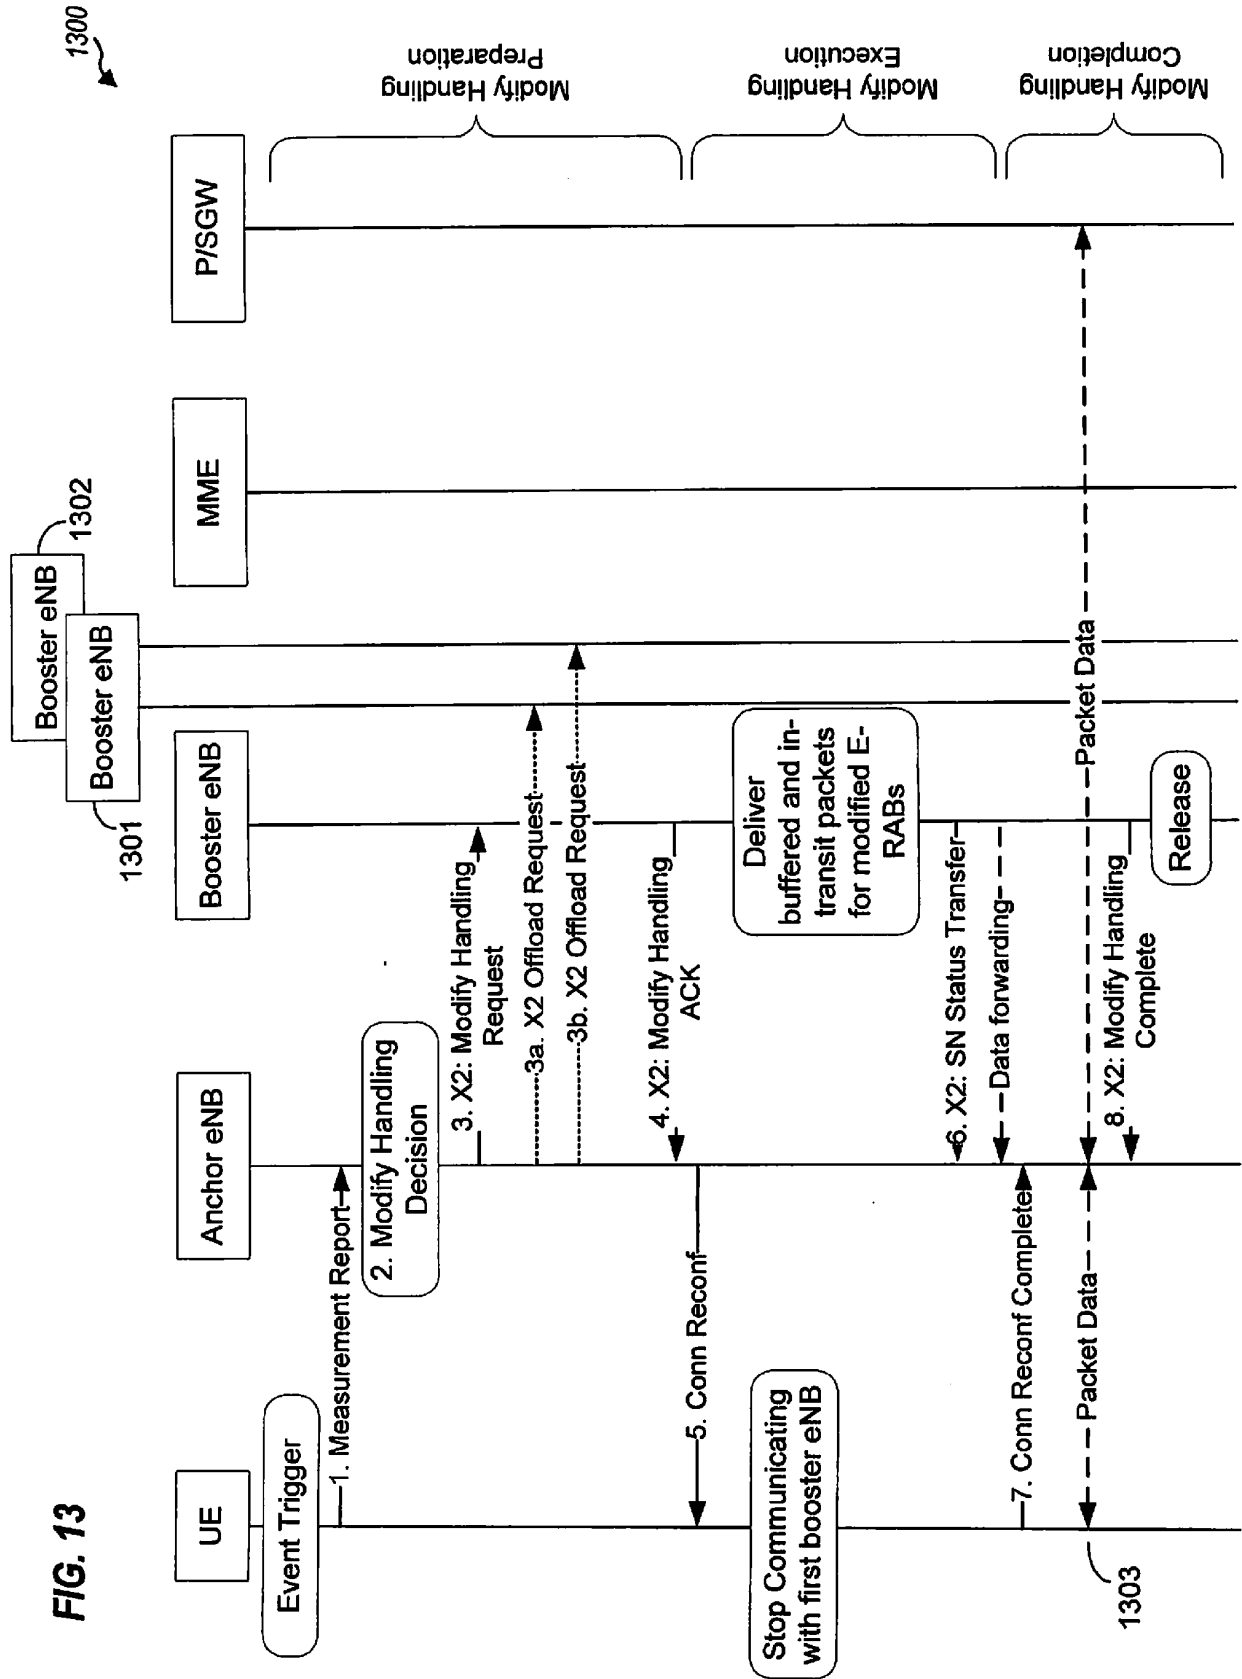 FIG. 13
1300
UE
Anchor eNB
Booster eNB
Booster eNB
1301
Booster eNB
1302
MME
P/SGW
Event Trigger
1. Measurement Report
2. Modify Handling
Decision
3. X2: Modify Handling
Request
3a. X2 Offload Request
3b. X2 Offload Request
4. X2: Modify Handling
ACK
Modify Handling
Preparation
5. Conn Reconf
Stop Communicating
with first booster eNB
Deliver
buffered and in-
transit packets
for modified E-
RABs
6. X2: SN Status Transfer
Data forwarding
Modify Handling
Execution
7. Conn Reconf Complete
Packet Data
Packet Data
1303
8. X2: Modify Handling
Complete
Release
Modify Handling
Completion